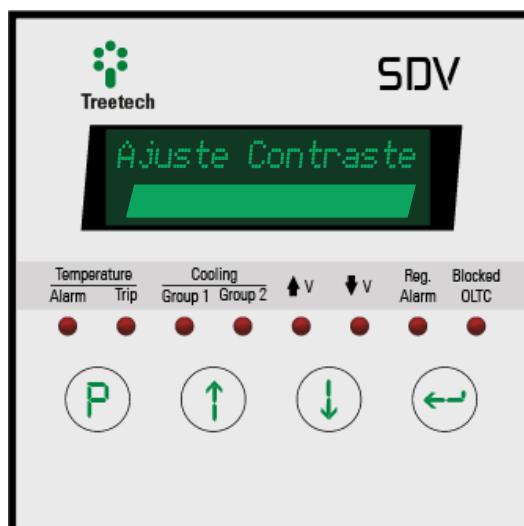 Treetech
SDV
Ajuste Contraste
Temperature
Alarm Trip
Cooling
Group 1 Group 2
V
V
Reg.
Alarm
Blocked
OLTC
P